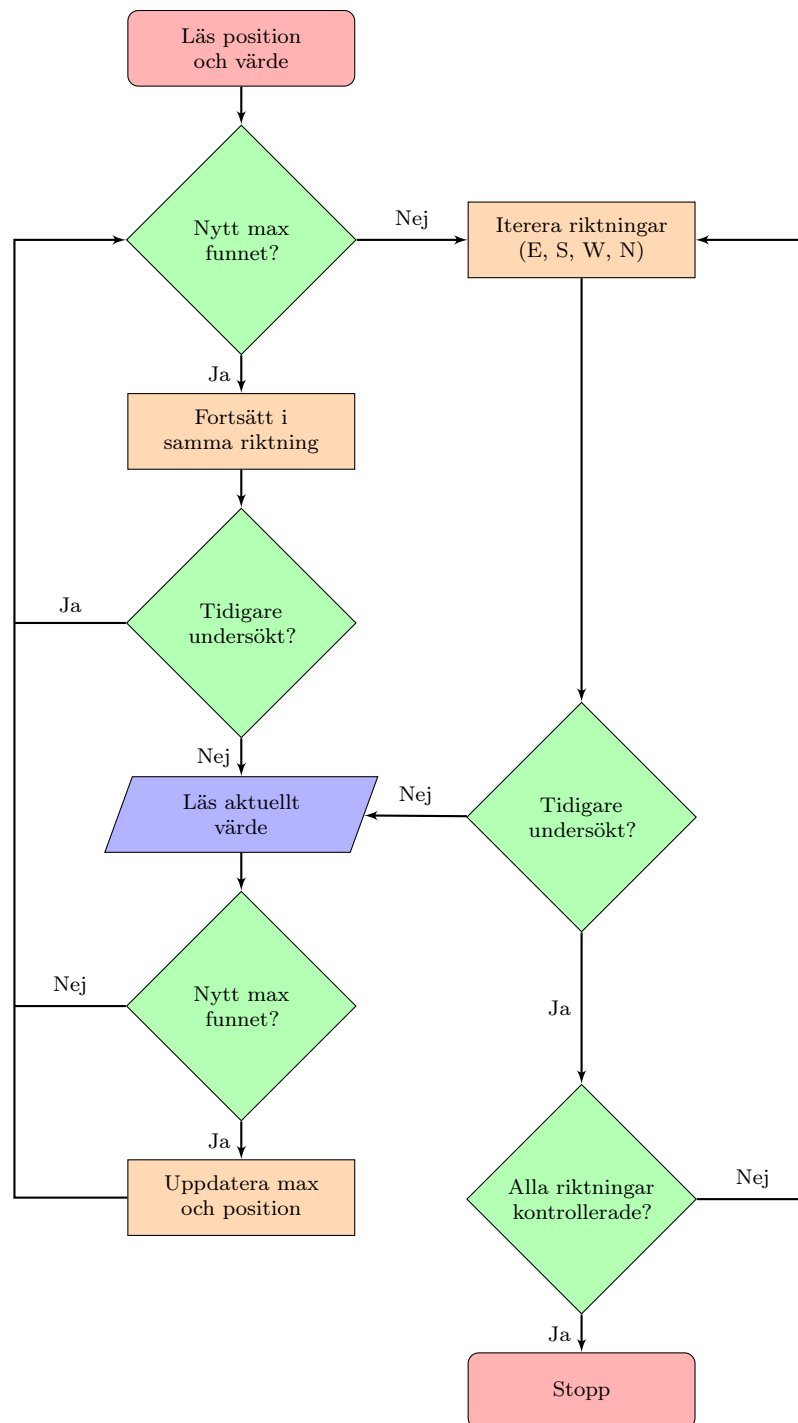 Läs position
och värde
Nytt max
funnet?
Nej
Iterera riktningar
(E, S, W, N)
Ja
Fortsätt i
samma riktning
Ja
Tidigare
undersökt?
Nej
Läs aktuellt
värde
Nej
Tidigare
undersökt?
Nej
Nytt max
funnet?
Ja
Ja
Uppdatera max
och position
Alla riktningar
kontrollerade?
Nej
Ja
Stopp